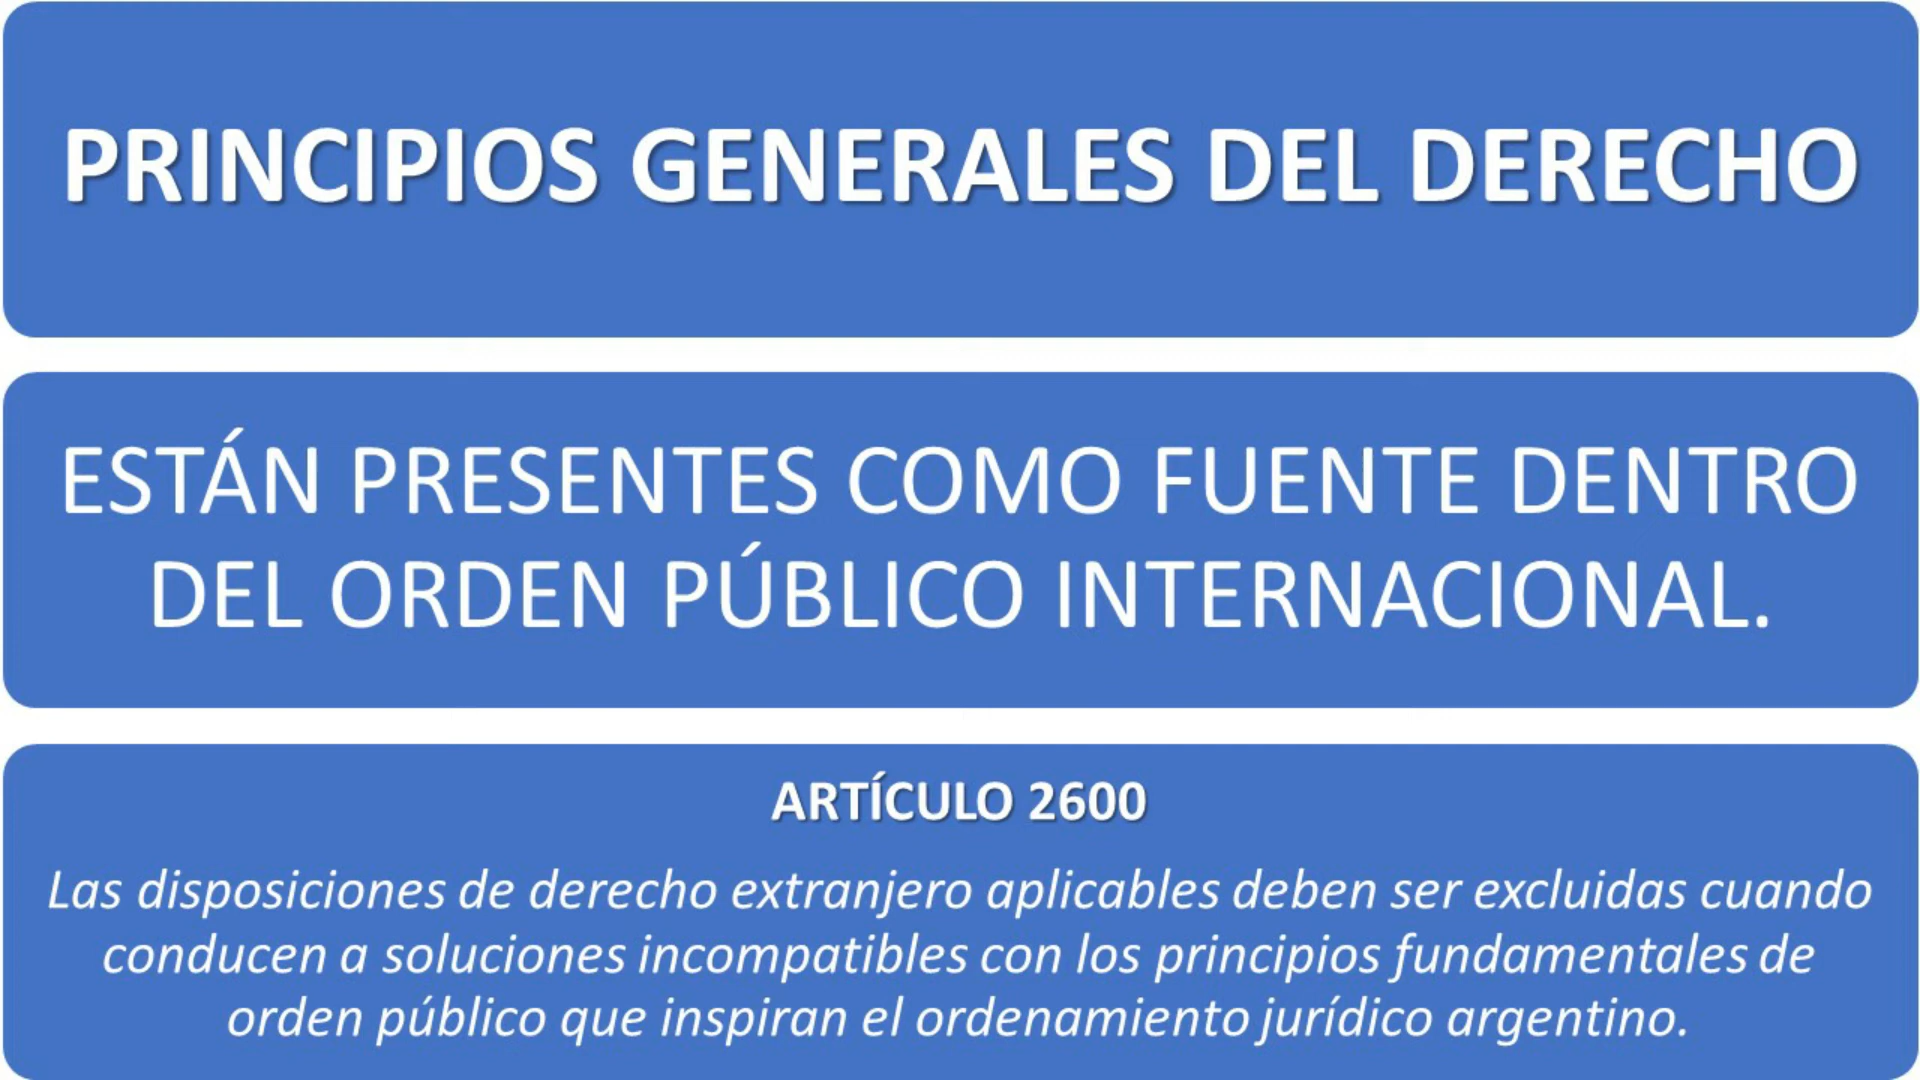 PRINCIPIOS GENERALES DEL DERECHO
ESTÁN PRESENTES COMO FUENTE DENTRO
DEL ORDEN PÚBLICO INTERNACIONAL.
ARTÍCULO 2600
Las disposiciones de derecho extranjero aplicables deben ser excluidas cuando
conducen a soluciones incompatibles con los principios fundamentales de
orden público que inspiran el ordenamiento jurídico argentino.